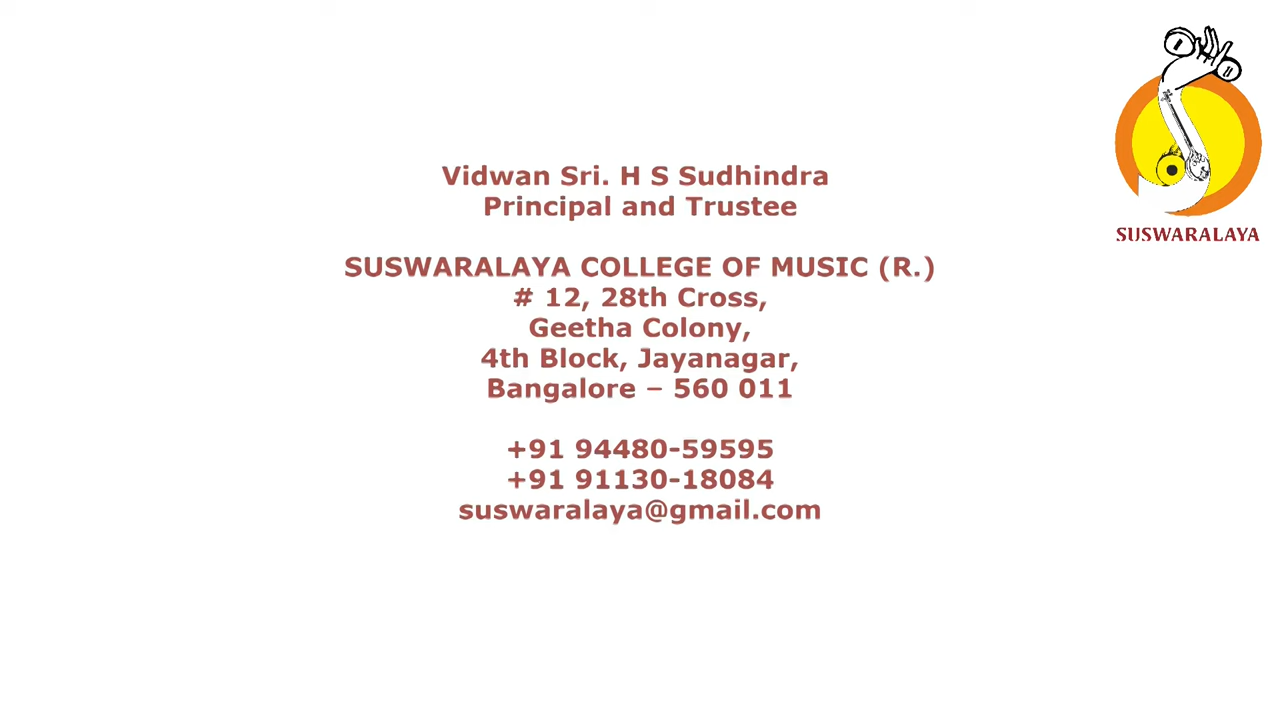 Vidwan Sri. H S Sudhindra
Principal and Trustee
SUSWARALAYA COLLEGE OF MUSIC (R.)
# 12, 28th Cross,
Geetha Colony,
4th Block, Jayanagar,
Bangalore – 560 011
+91 94480-59595
+91 91130-18084
suswaralaya@gmail.com
SUSWARALAYA